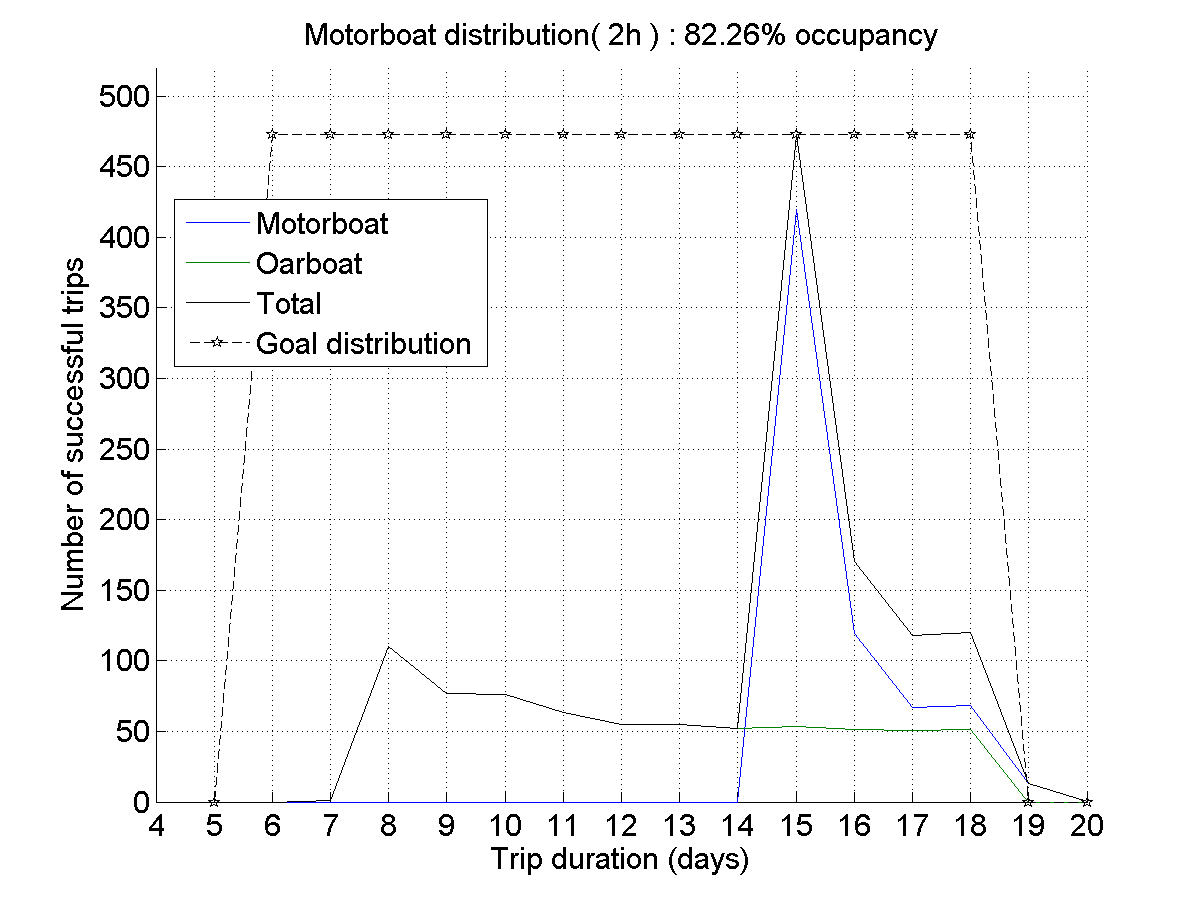 Motorboat distribution( 2h ) : 82.26% occupancy
500
450
400
350
300
250
200
150
100
50
0
Number of successful trips
Motorboat
Oarboat
Total
Goal distribution
4 5 6 7 8 9 10 11 12 13 14 15 16 17 18 19 20
Trip duration (days)